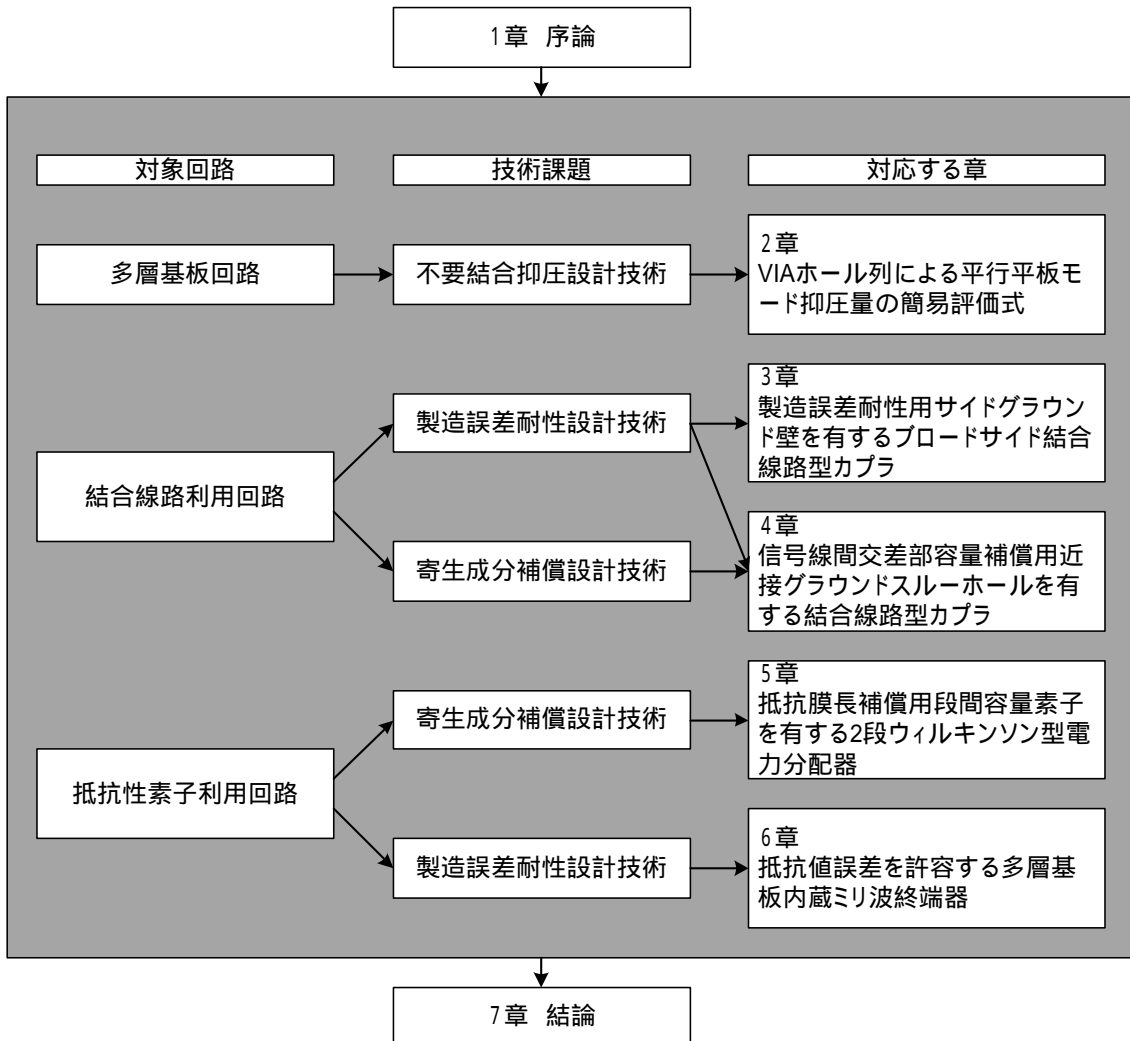 1章 序論
対象回路
技術課題
対応する章
多層基板回路
不要結合抑圧設計技術
2章
VIAホール列による平行平板モ
ード抑圧量の簡易評価式
結合線路利用回路
製造誤差耐性設計技術
3章
製造誤差耐性用サイドグラウン
ド壁を有するブロードサイド結合
線路型カプラ
寄生成分補償設計技術
4章
信号線間交差部容量補償用近
接グラウンドスルーホールを有
する結合線路型カプラ
抵抗性素子利用回路
寄生成分補償設計技術
5章
抵抗膜長補償用段間容量素子
を有する2段ウィルキンソン型電
力分配器
製造誤差耐性設計技術
6章
抵抗値誤差を許容する多層基
板内蔵ミリ波終端器
7章 結論